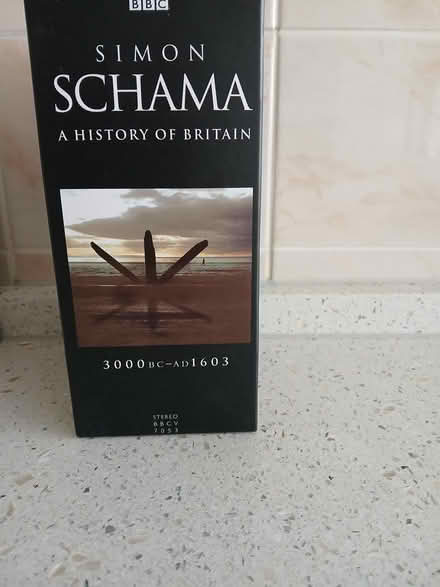 BBC
SIMON
SCHAMA
A HISTORY OF BRITAIN
3000BC–AD1603
STEREO
BBCV
7053